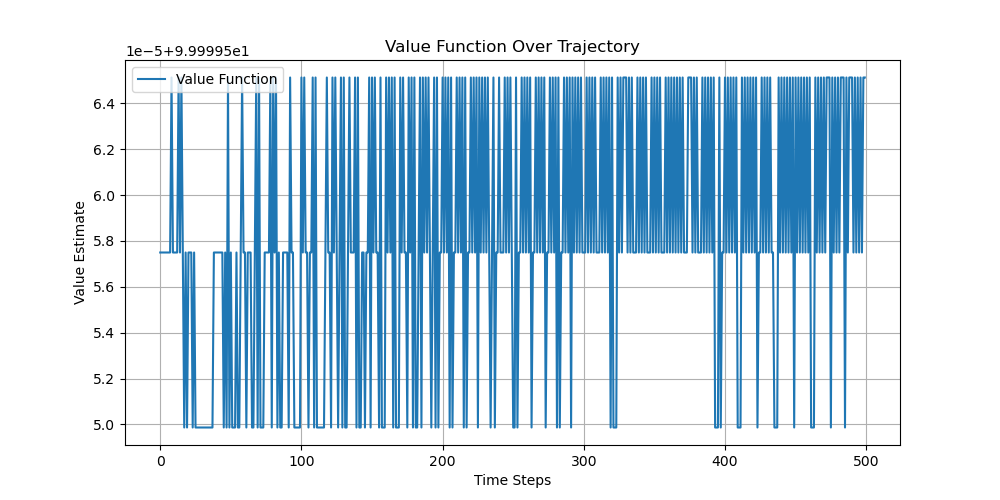 Value Function Over Trajectory
1e−5+9.99995e1
Value Function
6.4
6.2
6.0
5.8
5.6
5.4
5.2
5.0
Value Estimate
0 100 200 300 400 500
Time Steps